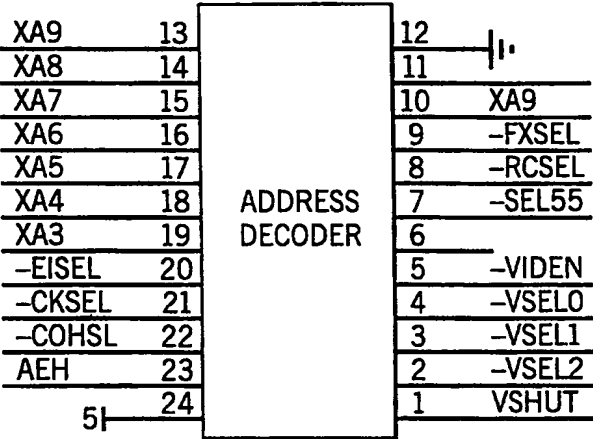 XA9 13 12
XA8 14 11
XA7 15 10 XA9
XA6 16 9 –FXSEL
XA5 17 8 –RCSEL
XA4 18 ADDRESS 7 –SEL55
XA3 19 DECODER 6
–EISEL 20 5 –VIDEN
–CKSEL 21 4 –VSEL0
–COHSL 22 3 –VSEL1
AEH 23 2 –VSEL2
5 24 1 VSHUT